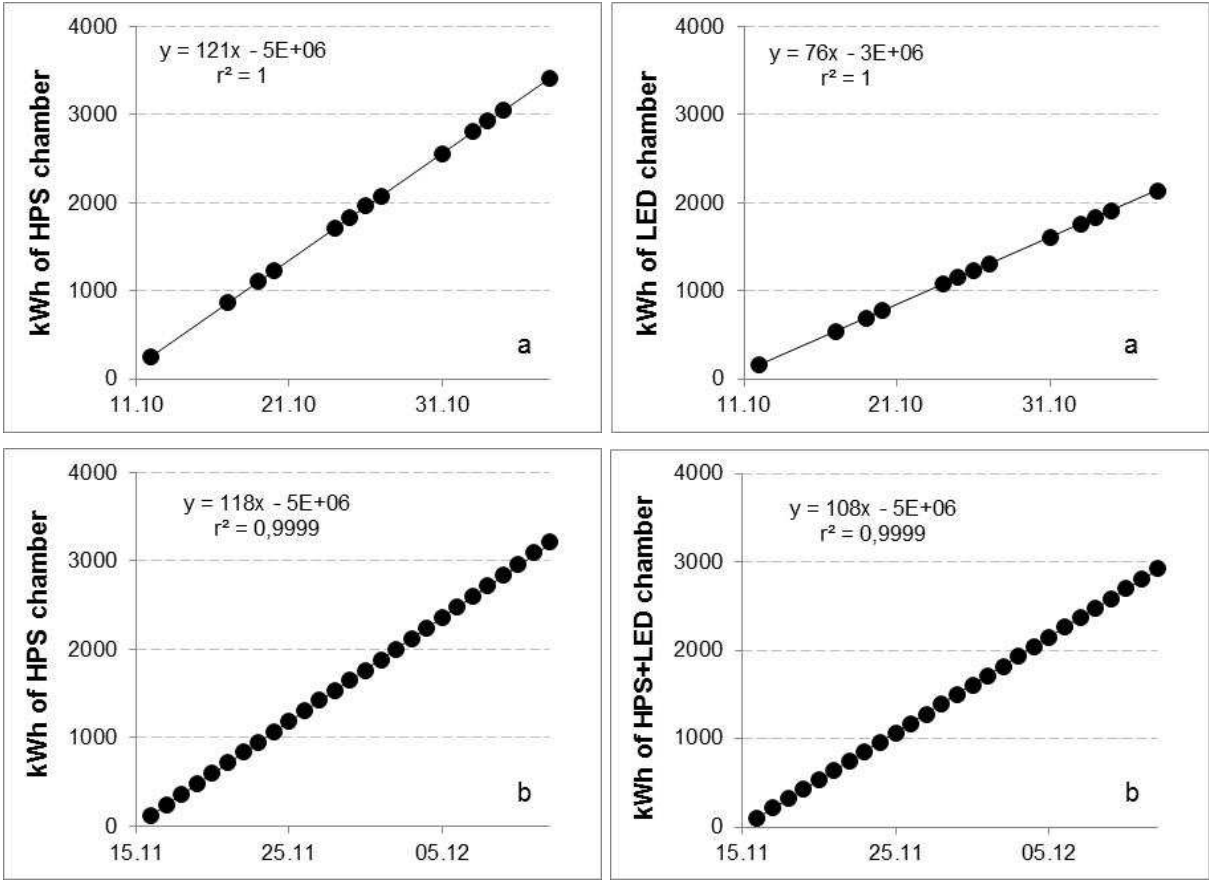 4000
3000
2000
1000
0
kWh of HPS chamber
y = 121x - 5E+06
r² = 1
a
11.10 21.10 31.10
4000
3000
2000
1000
0
kWh of LED chamber
y = 76x - 3E+06
r² = 1
a
11.10 21.10 31.10
4000
3000
2000
1000
0
kWh of HPS chamber
y = 118x - 5E+06
r² = 0,9999
b
15.11 25.11 05.12
4000
3000
2000
1000
0
kWh of HPS+LED chamber
y = 108x - 5E+06
r² = 0,9999
b
15.11 25.11 05.12